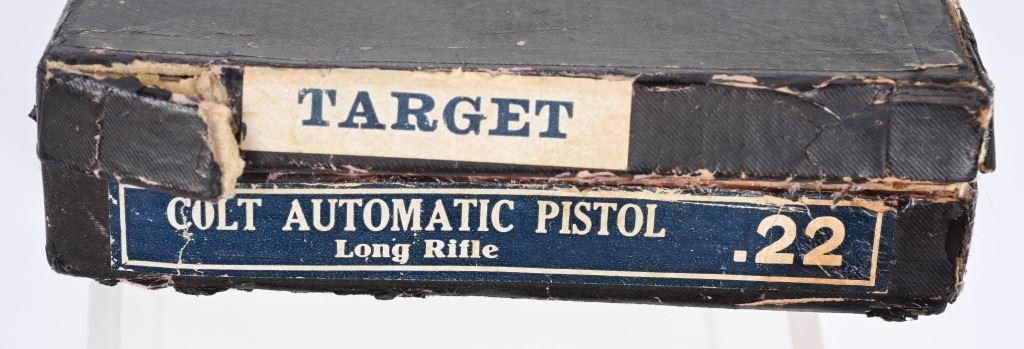 TARGET
COLT AUTOMATIC PISTOL .22
Long Rifle